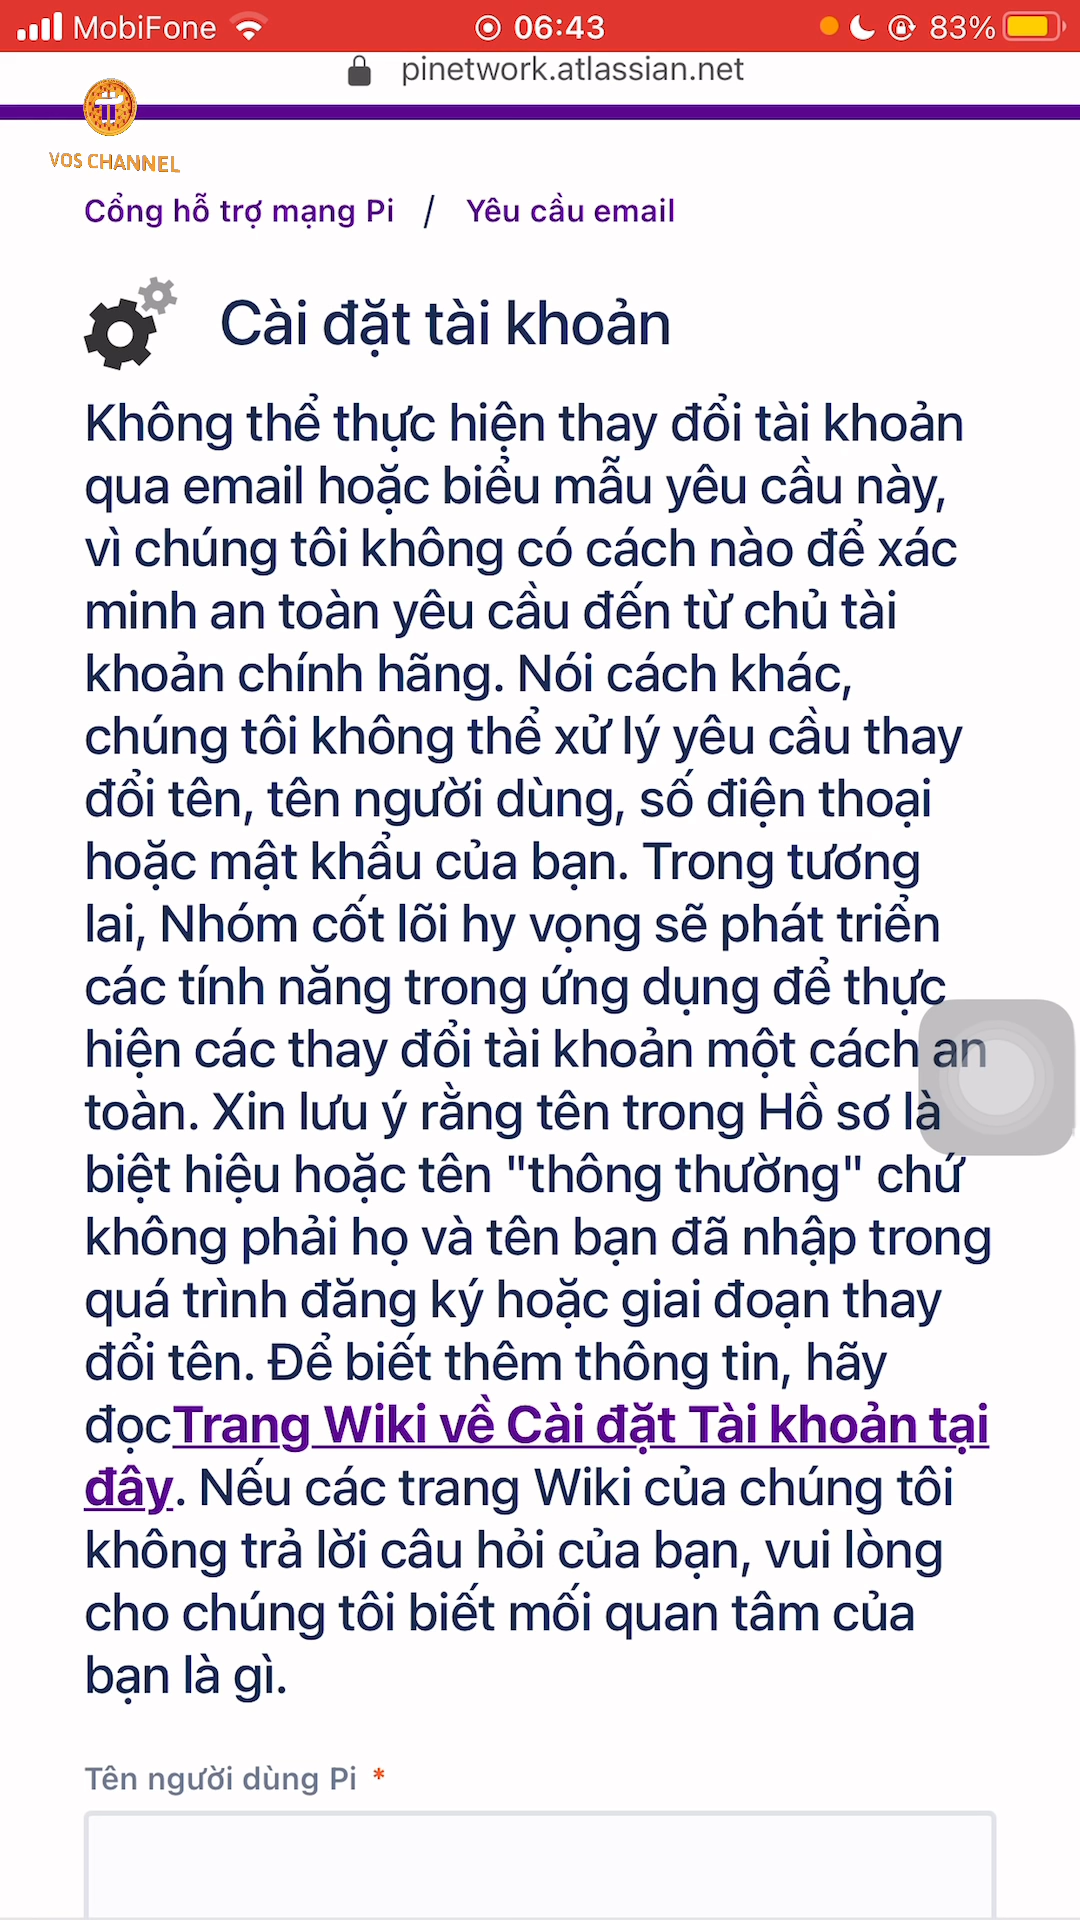 MobiFone 06:43 83%
pinetwork.atlassian.net
VOS CHANNEL
Cổng hỗ trợ mạng Pi / Yêu cầu email
Cài đặt tài khoản
Không thể thực hiện thay đổi tài khoản
qua email hoặc biểu mẫu yêu cầu này,
vì chúng tôi không có cách nào để xác
minh an toàn yêu cầu đến từ chủ tài
khoản chính hãng. Nói cách khác,
chúng tôi không thể xử lý yêu cầu thay
đổi tên, tên người dùng, số điện thoại
hoặc mật khẩu của bạn. Trong tương
lai, Nhóm cốt lõi hy vọng sẽ phát triển
các tính năng trong ứng dụng để thực
hiện các thay đổi tài khoản một cách an
toàn. Xin lưu ý rằng tên trong Hồ sơ là
biệt hiệu hoặc tên "thông thường" chứ
không phải họ và tên bạn đã nhập trong
quá trình đăng ký hoặc giai đoạn thay
đổi tên. Để biết thêm thông tin, hãy
đọcTrang Wiki về Cài đặt Tài khoản tại
đây. Nếu các trang Wiki của chúng tôi
không trả lời câu hỏi của bạn, vui lòng
cho chúng tôi biết mối quan tâm của
bạn là gì.
Tên người dùng Pi *